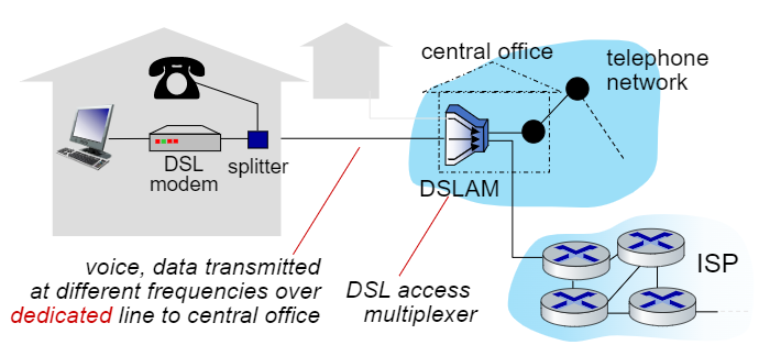 central office
telephone
network
DSL
modem
splitter
DSLAM
ISP
voice, data transmitted
at different frequencies over
dedicated line to central office
DSL access
multiplexer